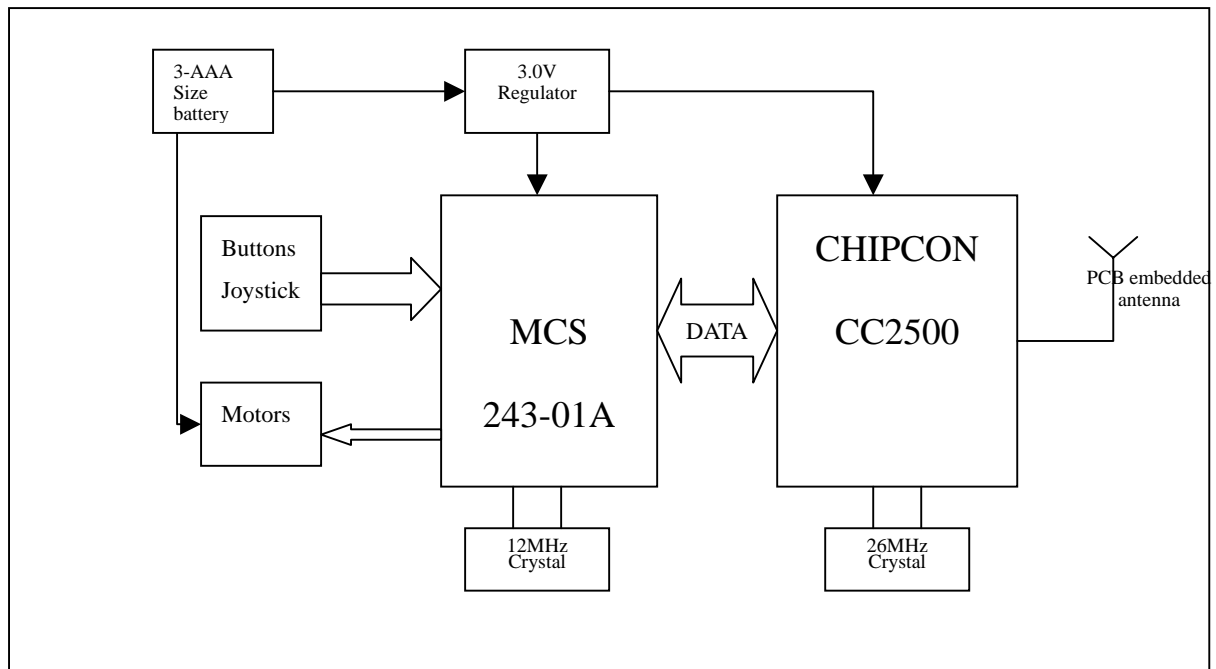 3-AAA
Size
battery
3.0V
Regulator
Buttons
Joystick
MCS
243-01A
DATA
CHIPCON
CC2500
PCB embedded
antenna
Motors
12MHz
Crystal
26MHz
Crystal